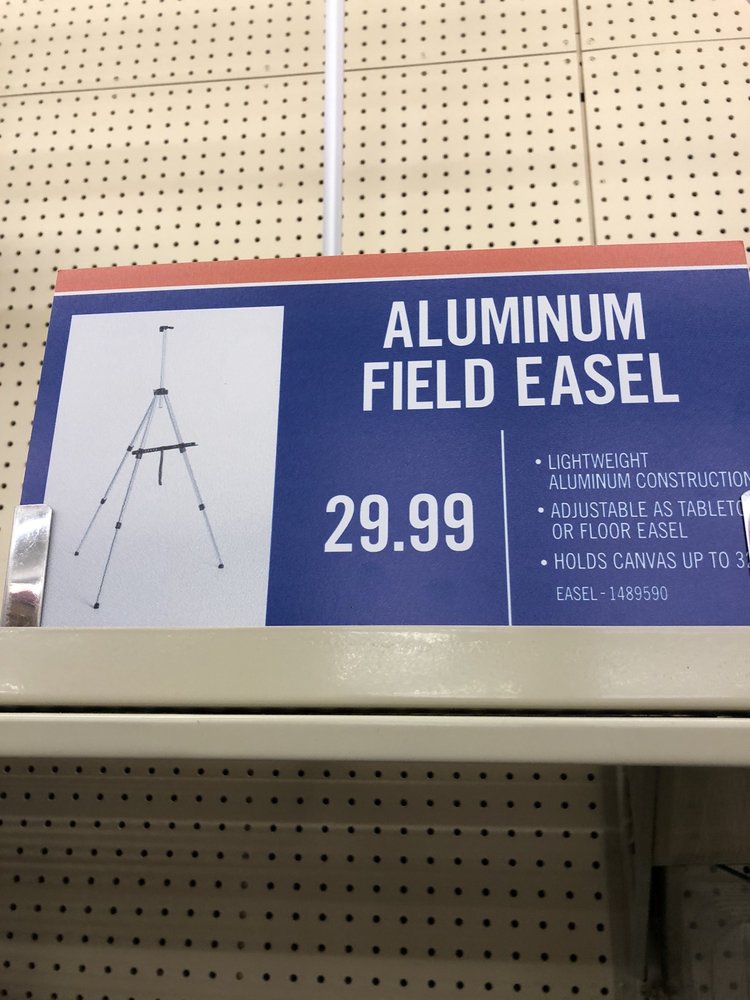 ALUMINUM
FIELD EASEL
29.99
• LIGHTWEIGHT
ALUMINUM CONSTRUCTION
• ADJUSTABLE AS
OR FLOOR EASEL
• HOLDS CANVAS UP TO
EASEL - 1489590